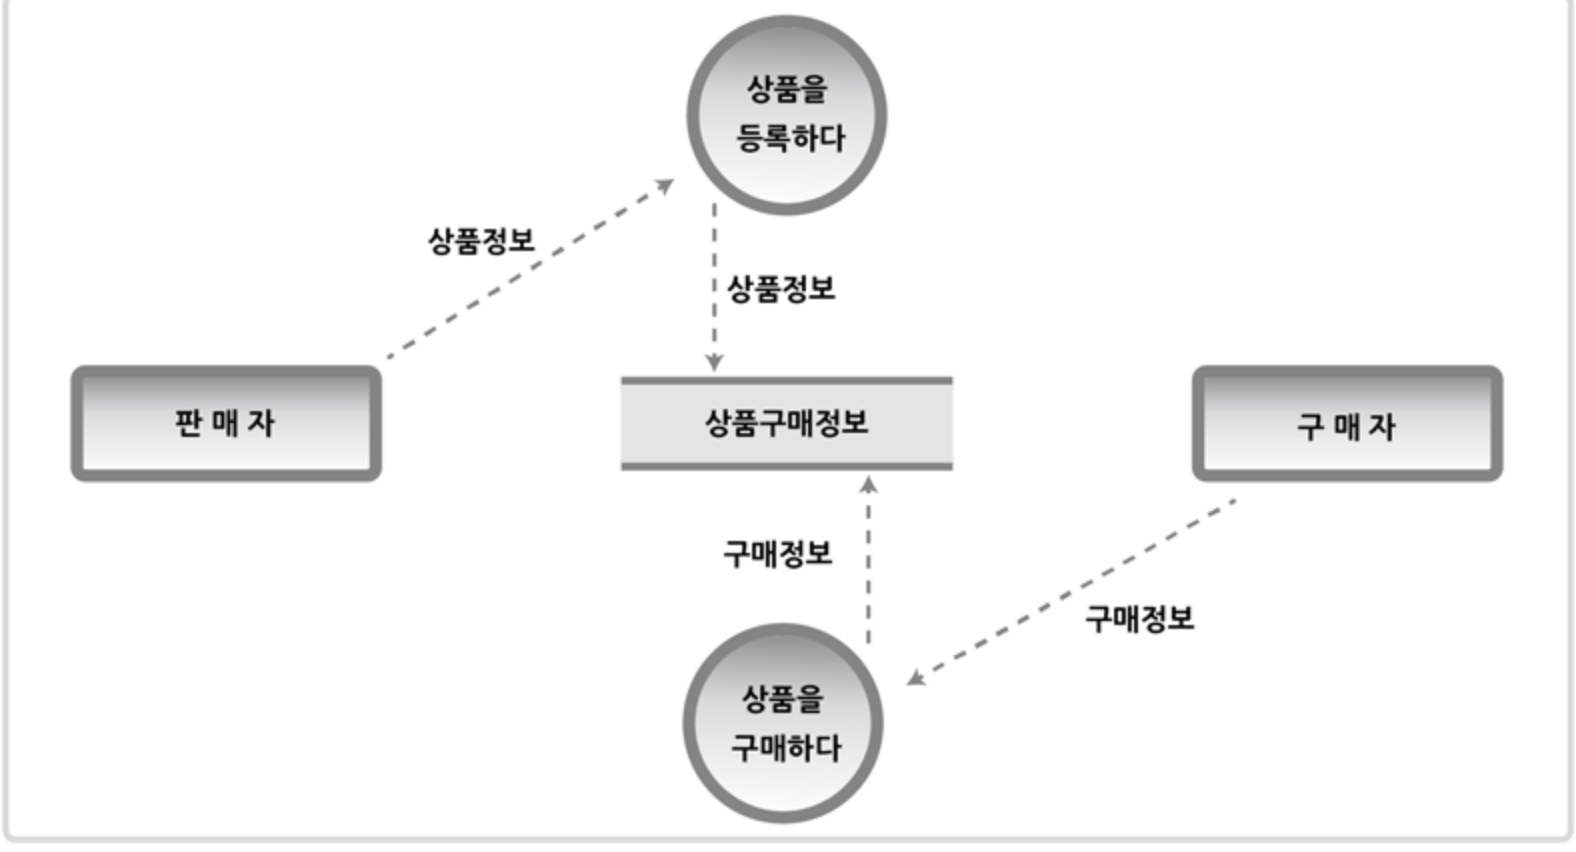 상품을
등록하다
상품정보
상품정보
판 매 자
상품구매정보
구 매 자
구매정보
구매정보
상품을
구매하다